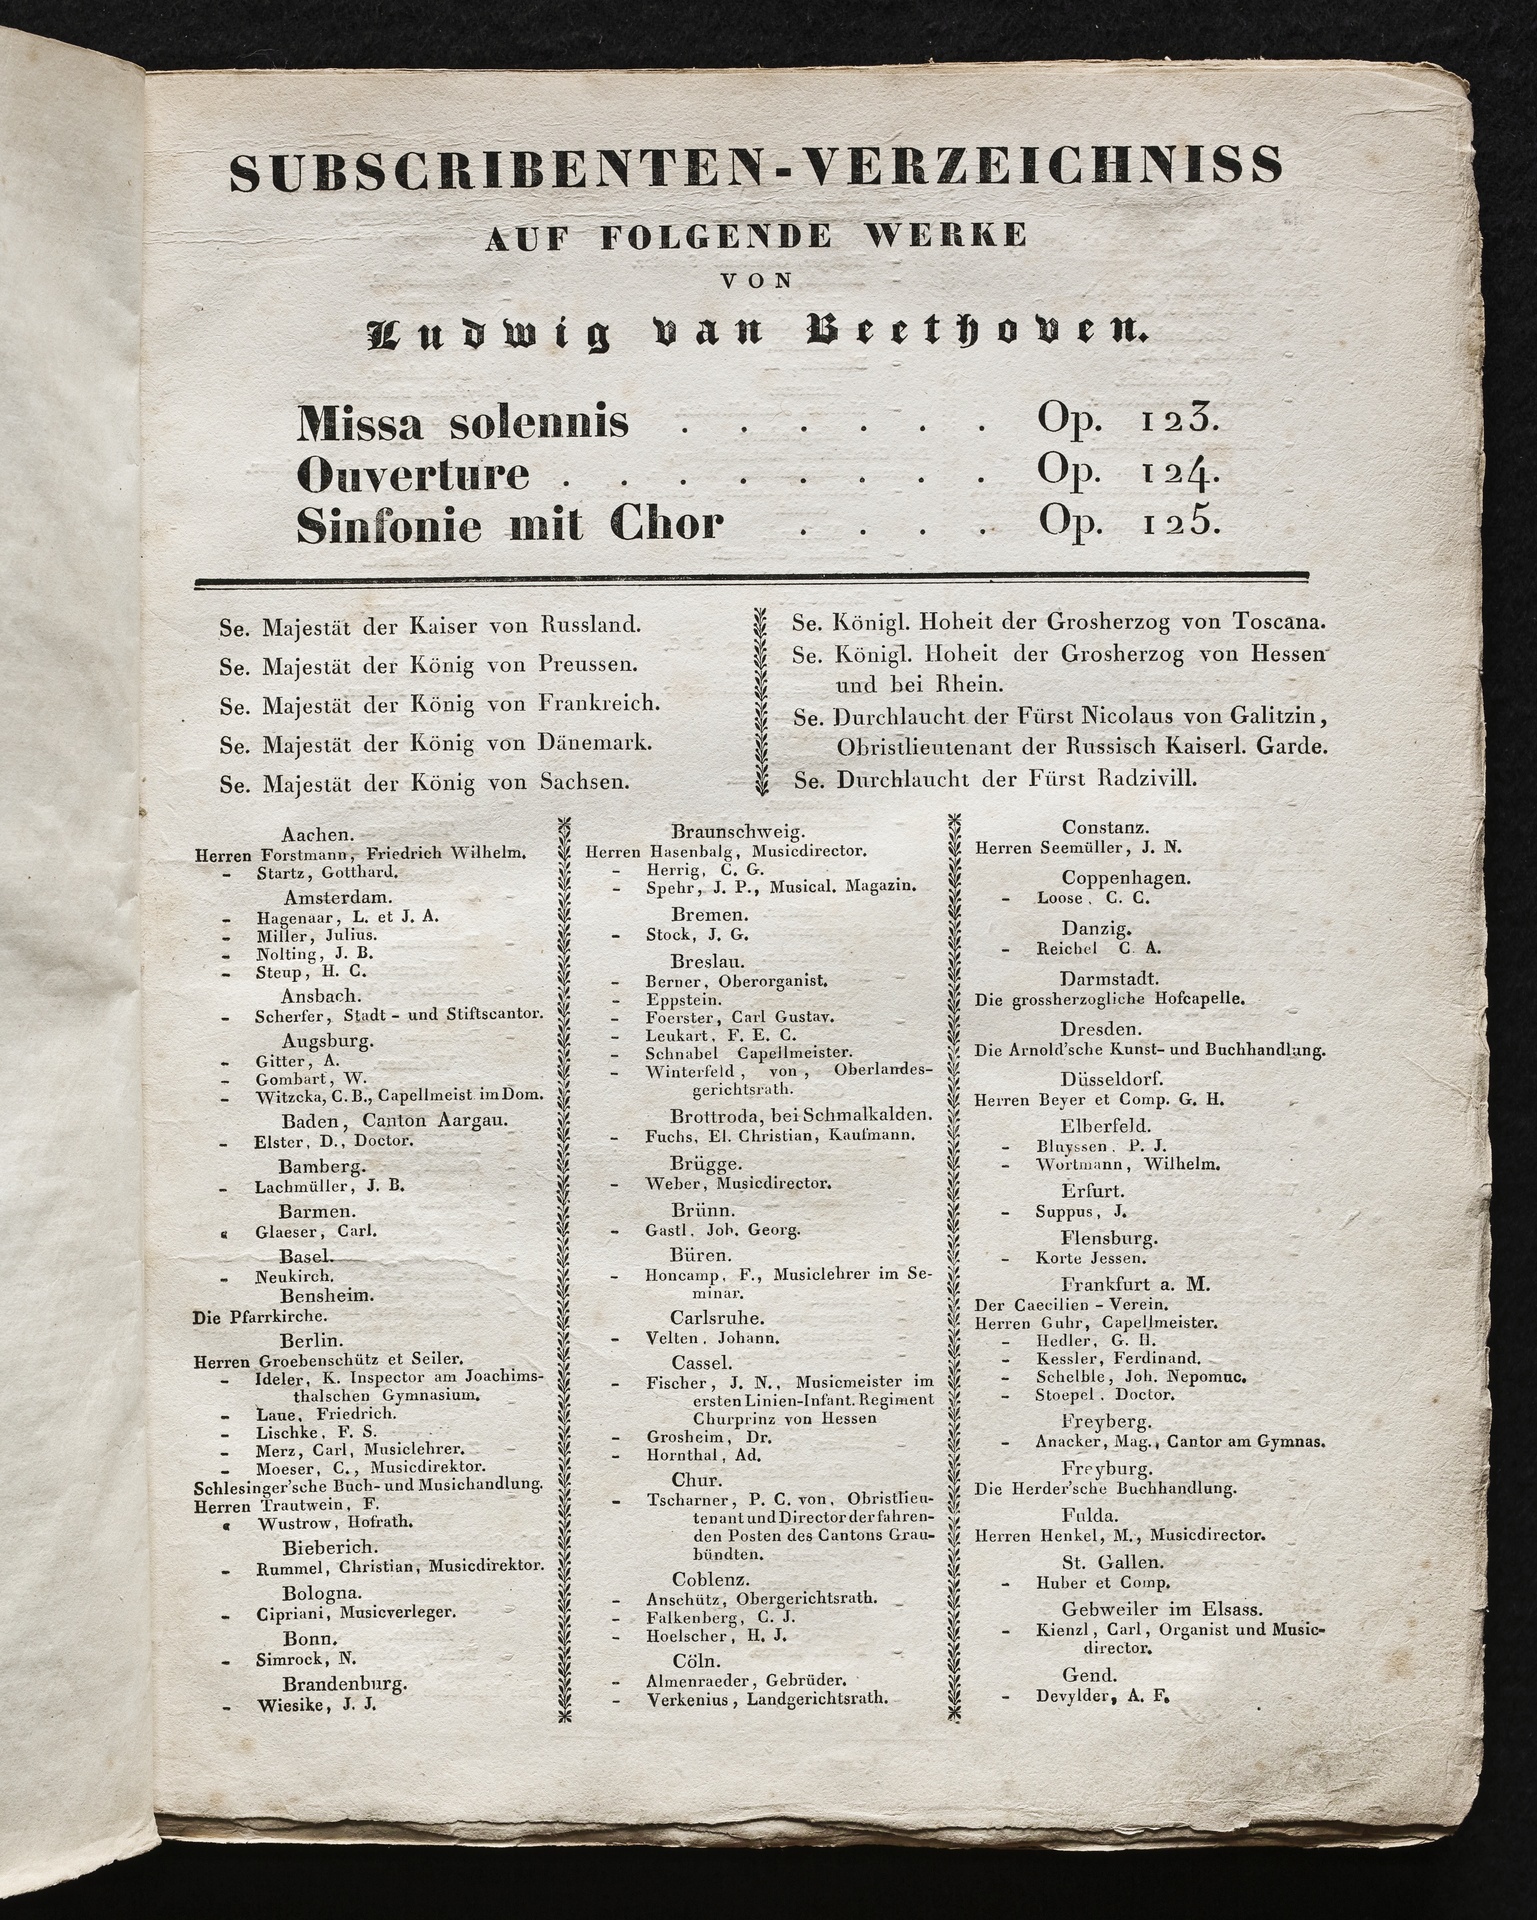 SUBSCRIBENTEN-VERZEICHNISS
AUF FOLGENDE WERKE
VON
Ludwig van Beethoven.
Missa solennis . . . . . . Op. 123.
Ouverture . . . . . . . . Op. 124.
Sinfonie mit Chor . . . . Op. 125.
Se. Majestät der Kaiser von Russland.
Se. Majestät der König von Preussen.
Se. Majestät der König von Frankreich.
Se. Majestät der König von Dänemark.
Se. Majestät der König von Sachsen.
Se. Königl. Hoheit der Grosherzog von Toscana.
Se. Königl. Hoheit der Grosherzog von Hessen
und bei Rhein.
Se. Durchlaucht der Fürst Nicolaus von Galitzin,
Obristlieutenant der Russisch Kaiserl. Garde.
Se. Durchlaucht der Fürst Radzivill.
Aachen.
Herren Forstmann, Friedrich Wilhelm.
- Startz, Gotthard.
Amsterdam.
- Hagenaar, L. et J. A.
- Miller, Julius.
- Nolting, J. B.
- Steup, H. C.
Ansbach.
- Scherfer, Stadt- und Stiftscantor.
Augsburg.
- Gitter, A.
- Gombart, W.
- Witzcka, C. B., Capellmeist. im Dom.
Baden, Canton Aargau.
- Elster, D., Doctor.
Bamberg.
- Lachmüller, J. B.
Barmen.
- Glaeser, Carl.
Basel.
- Neukirch.
Bensheim.
Die Pfarrkirche.
Berlin.
Herren Groebenschütz et Seiler.
- Ideler, K. Inspector am Joachims-
thalschen Gymnasium.
- Laue, Friedrich.
- Lischke, F. S.
- Merz, Carl, Musiclehrer.
- Moeser, C., Musicdirektor.
Schlesinger'sche Buch- und Musichandlung.
Herren Trautwein, F.
- Wustrow, Hofrath.
Bieberich.
- Rummel, Christian, Musicdirektor.
Bologna.
- Cipriani, Musicverleger.
Bonn.
- Simrock, N.
Brandenburg.
- Wiesike, J. J.
Braunschweig.
Herren Hasenbalg, Musicdirector.
- Herrig, C. G.
- Spehr, J. P., Musical. Magazin.
Bremen.
- Stock, J. G.
Breslau.
- Berner, Oberorganist.
- Eppstein.
- Foerster, Carl Gustav.
- Leukart, F. E. C.
- Schnabel Capellmeister.
- Winterfeld, von, Oberlandes-
gerichtsrath.
Brottroda, bei Schmalkalden.
- Fuchs, El. Christian, Kaufmann.
Brügge.
- Weber, Musicdirector.
Brünn.
- Gastl, Joh. Georg.
Büren.
- Honcamp, F., Musiclehrer im Se-
minar.
Carlsruhe.
- Velten, Johann.
Cassel.
- Fischer, J. N., Musicmeister im
ersten Linien-Infant. Regiment
Churprinz von Hessen
- Grosheim, Dr.
- Hornthal, Ad.
Chur.
- Tscharner, P. C. von, Obristlieu-
tenant und Director der fahren-
den Posten des Cantons Grau-
bündten.
Coblenz.
- Anschütz, Obergerichtsrath.
- Falkenberg, C. J.
- Hoelscher, H. J.
Cöln.
- Almenraeder, Gebrüder.
- Verkenius, Landgerichtsrath.
Constanz.
Herren Seemüller, J. N.
Coppenhagen.
- Loose, C. C.
Danzig.
- Reichel C. A.
Darmstadt.
Die grossherzogliche Hofcapelle.
Dresden.
Die Arnold'sche Kunst- und Buchhandlung.
Düsseldorf.
Herren Beyer et Comp. G. H.
Elberfeld.
- Bluyssen, P. J.
- Wortmann, Wilhelm.
Erfurt.
- Suppus, J.
Flensburg.
- Korte Jessen.
Frankfurt a. M.
Der Caecilien-Verein.
Herren Guhr, Capellmeister.
- Hedler, G. H.
- Kessler, Ferdinand.
- Schelble, Joh. Nepomuc.
- Stoepel, Doctor.
Freyberg.
- Anacker, Mag., Cantor am Gymnas.
Freyburg.
Die Herder'sche Buchhandlung.
Fulda.
Herren Henkel, M., Musicdirector.
St. Gallen.
- Huber et Comp.
Gebweiler im Elsass.
- Kienzl, Carl, Organist und Music-
director.
Gend.
- Devylder, A. F.